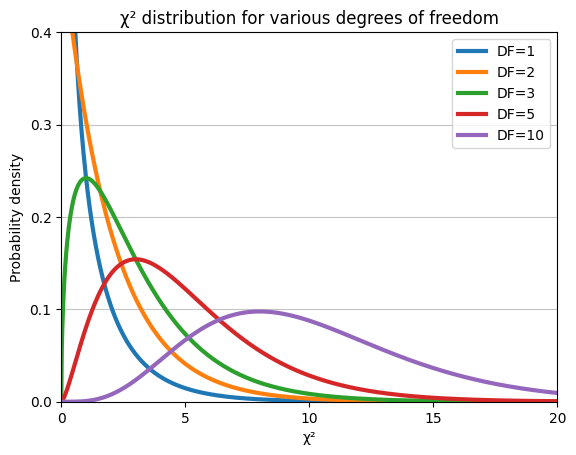 χ² distribution for various degrees of freedom
DF=1
DF=2
DF=3
DF=5
DF=10
Probability density
0.4
0.3
0.2
0.1
0.0
0
5
10
15
20
χ²